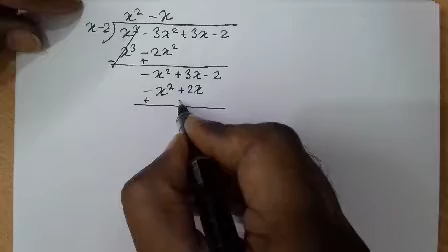 x² - x
x-2) x³ - 3x² + 3x - 2
x³ - 2x²
- +
- x² + 3x - 2
- x² + 2x
+